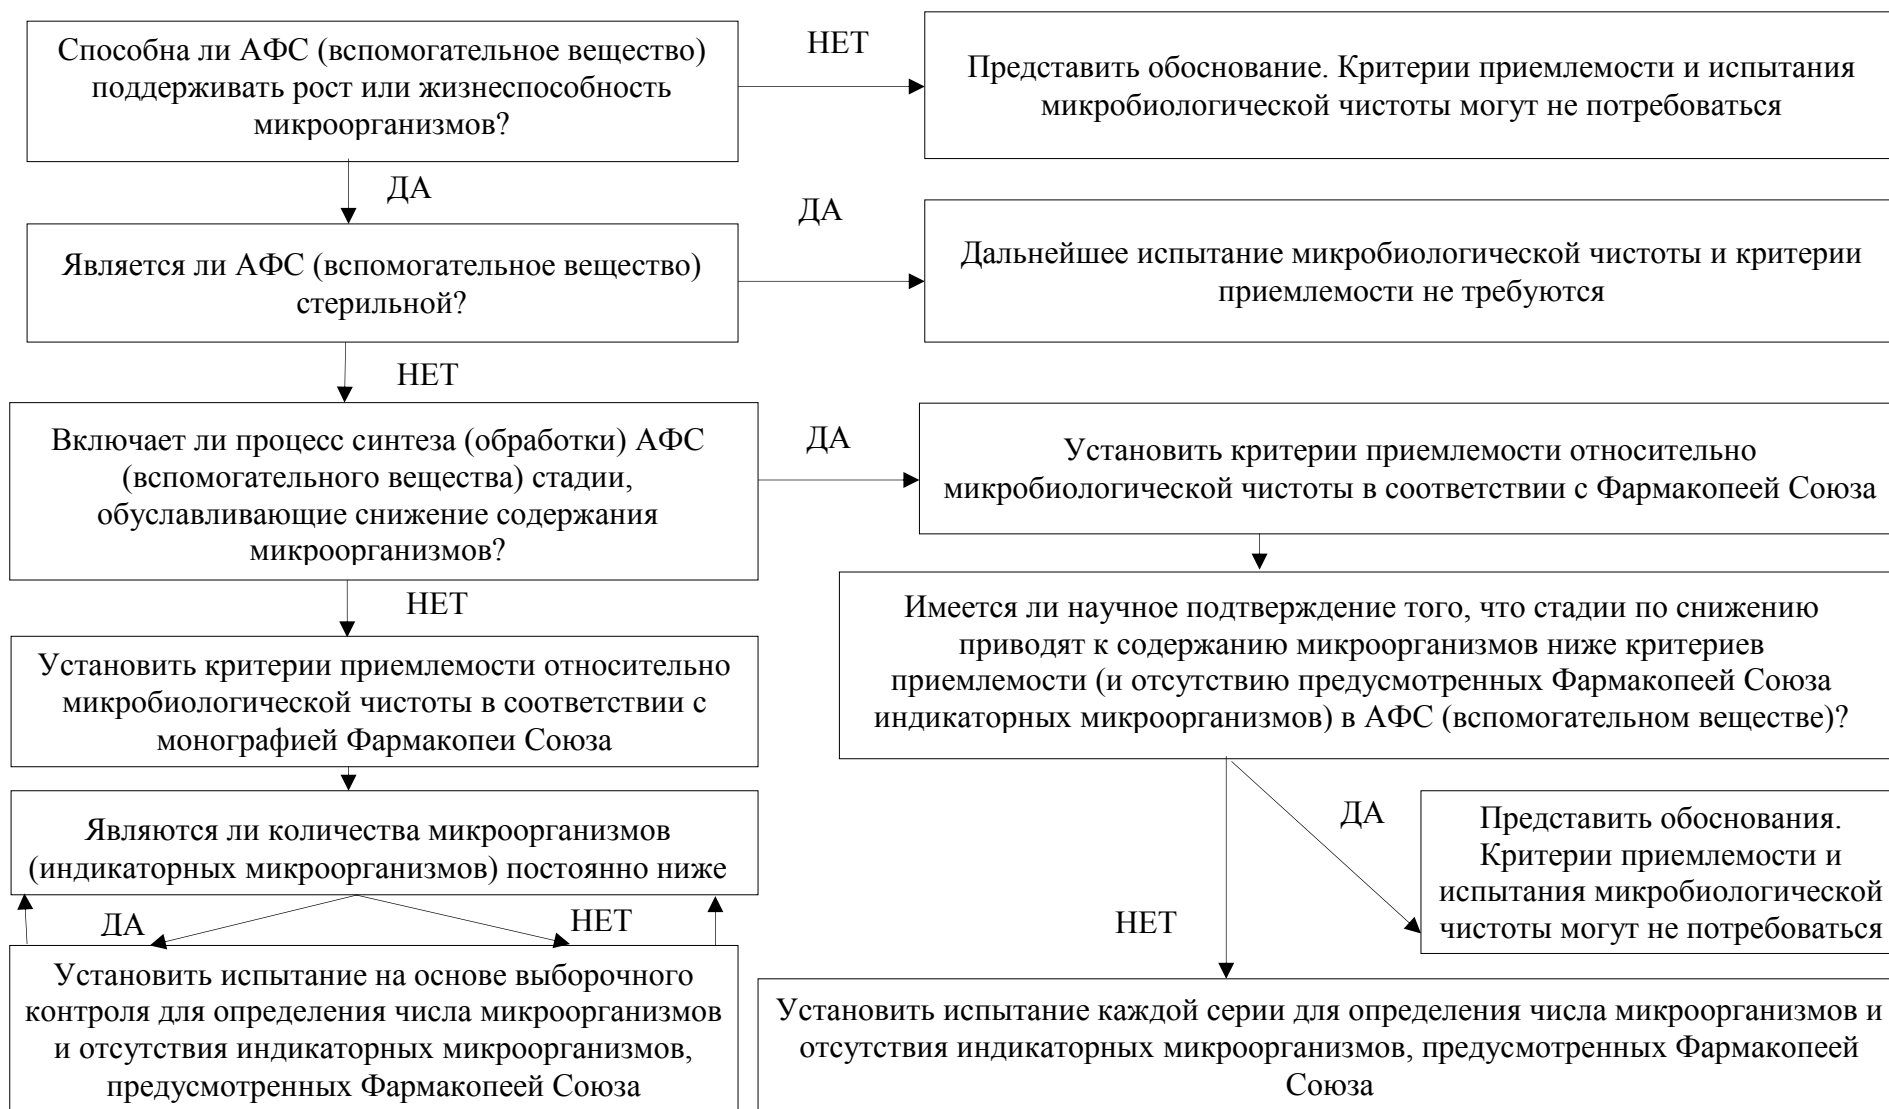 Способна ли АФС (вспомогательное вещество)
поддерживать рост или жизнеспособность
микроорганизмов?
НЕТ
Представить обоснование. Критерии приемлемости и испытания
микробиологической чистоты могут не потребоваться
ДА
Является ли АФС (вспомогательное вещество)
стерильной?
ДА
Дальнейшее испытание микробиологической чистоты и критерии
приемлемости не требуются
НЕТ
Включает ли процесс синтеза (обработки) АФС
(вспомогательного вещества) стадии,
обуславливающие снижение содержания
микроорганизмов?
ДА
Установить критерии приемлемости относительно
микробиологической чистоты в соответствии с Фармакопеей Союза
НЕТ
Установить критерии приемлемости относительно
микробиологической чистоты в соответствии с
монографией Фармакопеи Союза
Имеется ли научное подтверждение того, что стадии по снижению
приводят к содержанию микроорганизмов ниже критериев
приемлемости (и отсутствию предусмотренных Фармакопеей Союза
индикаторных микроорганизмов) в АФС (вспомогательном веществе)?
Являются ли количества микроорганизмов
(индикаторных микроорганизмов) постоянно ниже
ДА
НЕТ
Установить испытание на основе выборочного
контроля для определения числа микроорганизмов
и отсутствия индикаторных микроорганизмов,
предусмотренных Фармакопеей Союза
НЕТ
ДА
Представить обоснования.
Критерии приемлемости и
испытания микробиологической
чистоты могут не потребоваться
Установить испытание каждой серии для определения числа микроорганизмов и
отсутствия индикаторных микроорганизмов, предусмотренных Фармакопеей
Союза